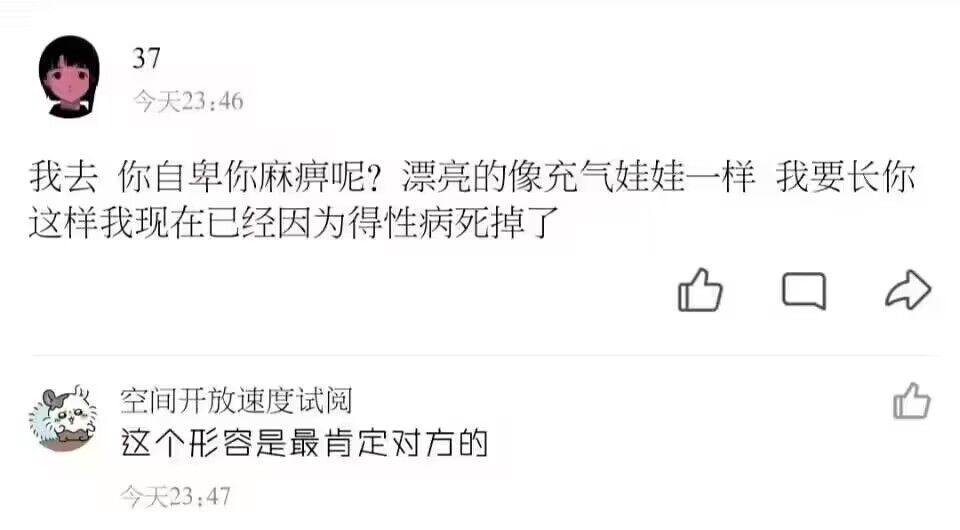 37
今天23:46
我去 你自卑你麻痹呢？漂亮的像充气娃娃一样 我要长你
这样我现在已经因为得性病死掉了
空间开放速度试阅
这个形容是最肯定对方的
今天23:47